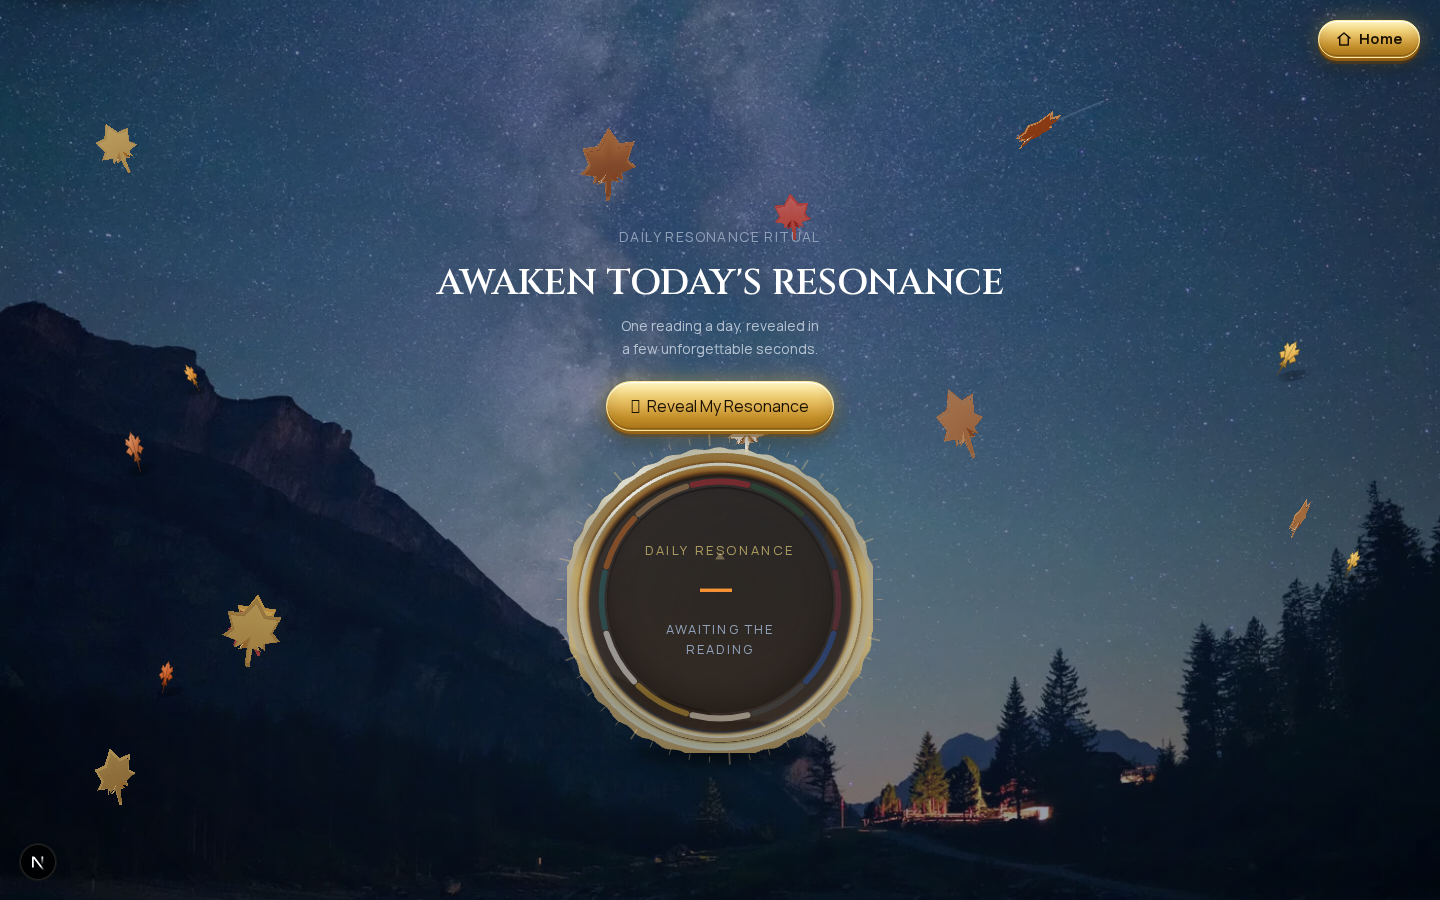 Home
DAILY RESONANCE RITUAL
AWAKEN TODAY'S RESONANCE
One reading a day, revealed in
a few unforgettable seconds.
Reveal My Resonance
DAILY RESONANCE
AWAITING THE
READING
N